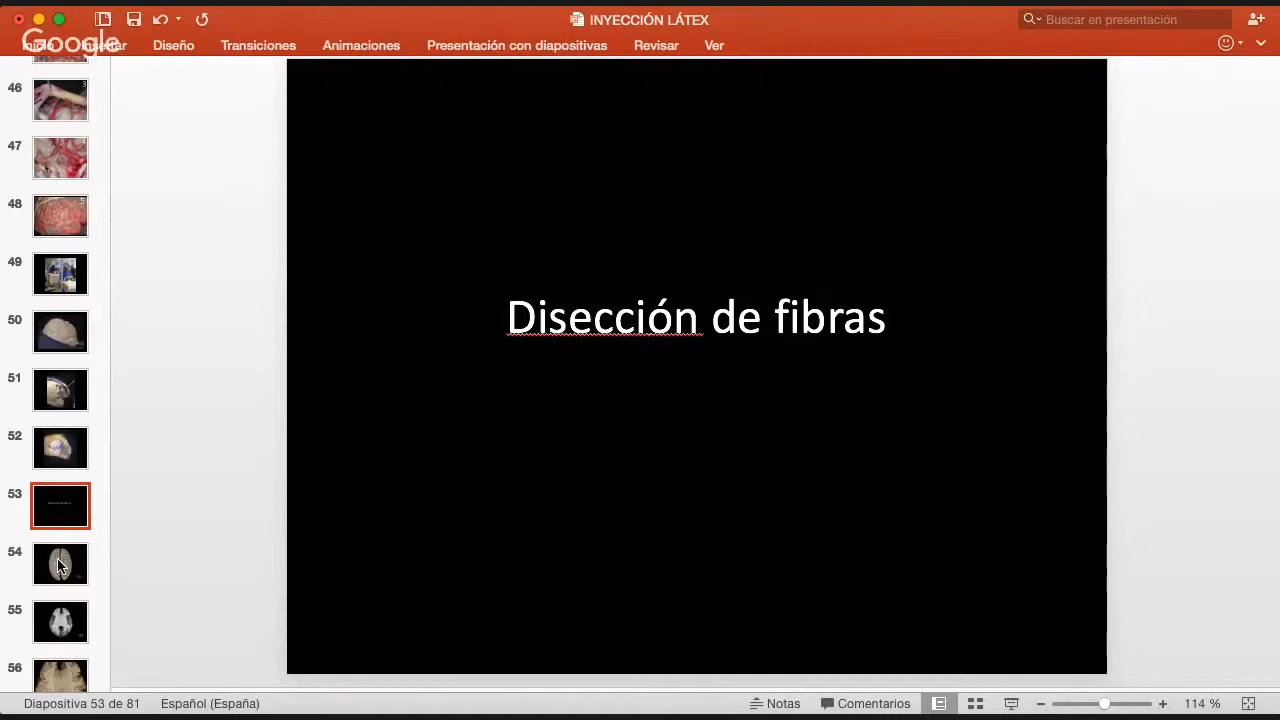 INYECCIÓN LÁTEX
Buscar en presentación
Google
Inicio Insertar Diseño Transiciones Animaciones Presentación con diapositivas Revisar Ver
46
47
48
49
50
51
52
53
54
55
56
Disección de fibras
Diapositiva 53 de 81 Español (España) Notas Comentarios 114 %